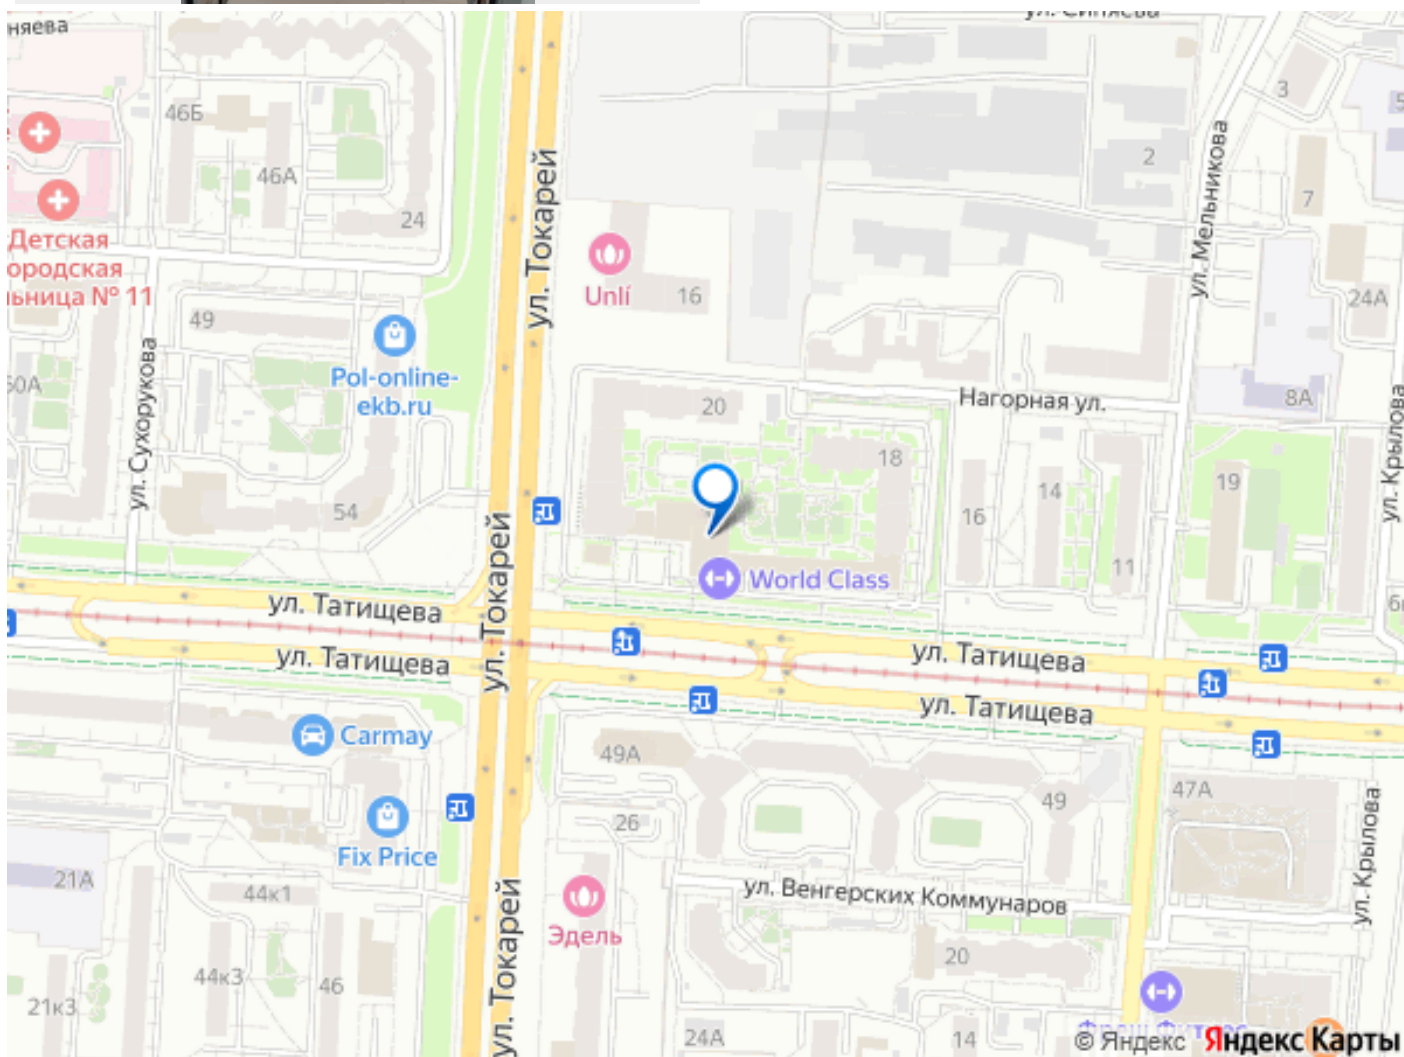 няева
ул. Синяева
46Б
46А
24
3
2
7
ул. Токарей
ул. Мельникова
Детская
ородская
льница № 11
Unlí
16
24А
49
ул. Сухорукова
Pol-online-
ekb.ru
20
Нагорная ул.
8А
ул. Крылова
18
54
16
14
11
19
World Class
ул. Татищева
ул. Токарей
ул. Татищева
ул. Татищева
ул. Татищева
Carmay
49А
26
49
47А
Fix Price
21А
44к1
ул. Венгерских Коммунаров
ул. Крылова
Эдель
44к3
46
21к3
ул. Токарей
20
24А
14
© Яндекс Яндекс Карты